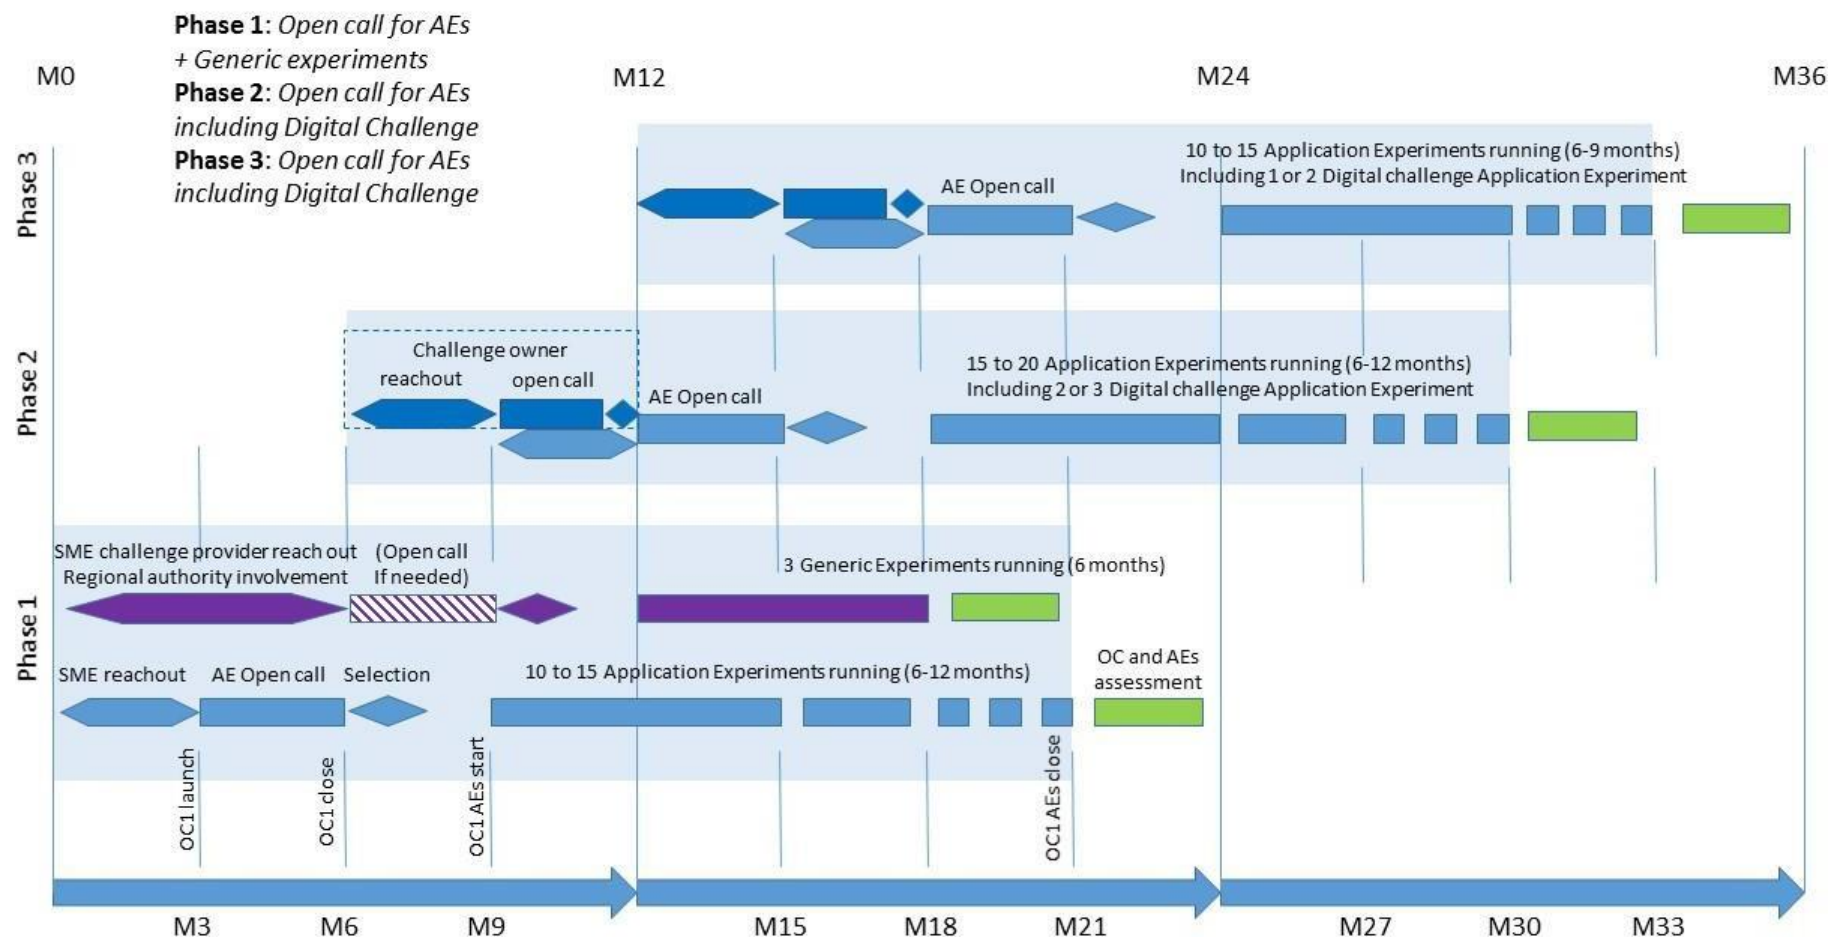 Phase 1: Open call for AEs
+ Generic experiments
Phase 2: Open call for AEs
including Digital Challenge
Phase 3: Open call for AEs
including Digital Challenge
M0
M12
M24
M36
Phase 3
AE Open call
10 to 15 Application Experiments running (6-9 months)
Including 1 or 2 Digital challenge Application Experiment
Phase 2
Challenge owner
reachout
open call
AE Open call
15 to 20 Application Experiments running (6-12 months)
Including 2 or 3 Digital challenge Application Experiment
Phase 1
SME challenge provider reach out
Regional authority involvement
(Open call
If needed)
3 Generic Experiments running (6 months)
SME reachout
AE Open call
Selection
10 to 15 Application Experiments running (6-12 months)
OC and AEs
assessment
OC1 launch
OC1 close
OC1 AEs start
OC1 AEs close
M3
M6
M9
M15
M18
M21
M27
M30
M33